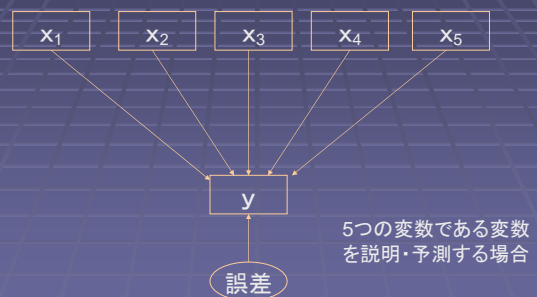 x₁ x₂ x₃ x₄ x₅
y
5つの変数である変数
を説明・予測する場合
誤差